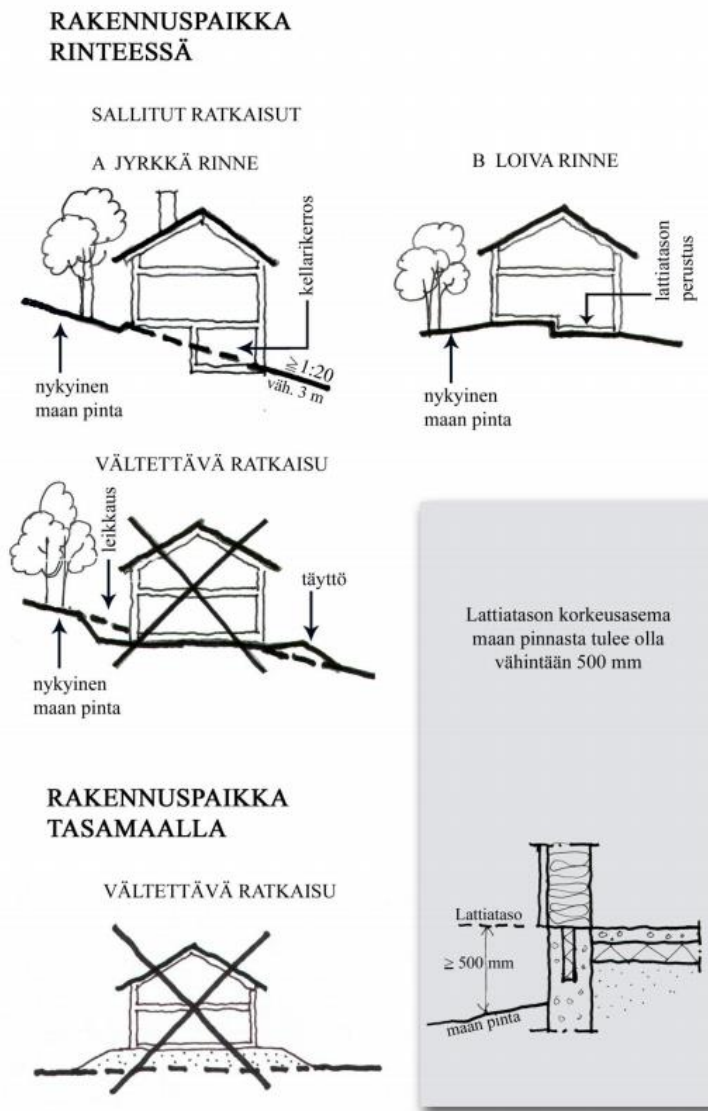 RAKENNUSPAIKKA
RINTEESSÄ
SALLITUT RATKAISUT
A JYRKKÄ RINNE
kellarikerros
nykyinen
maan pinta
≥ 1:20
väh. 3 m
B LOIVA RINNE
lattiatason
perustus
nykyinen
maan pinta
VÄLTETTÄVÄ RATKAISU
leikkaus
täyttö
nykyinen
maan pinta
Lattiatason korkeusasema
maan pinnasta tulee olla
vähintään 500 mm
Lattiataso
≥ 500 mm
maan pinta
RAKENNUSPAIKKA
TASAMAALLA
VÄLTETTÄVÄ RATKAISU